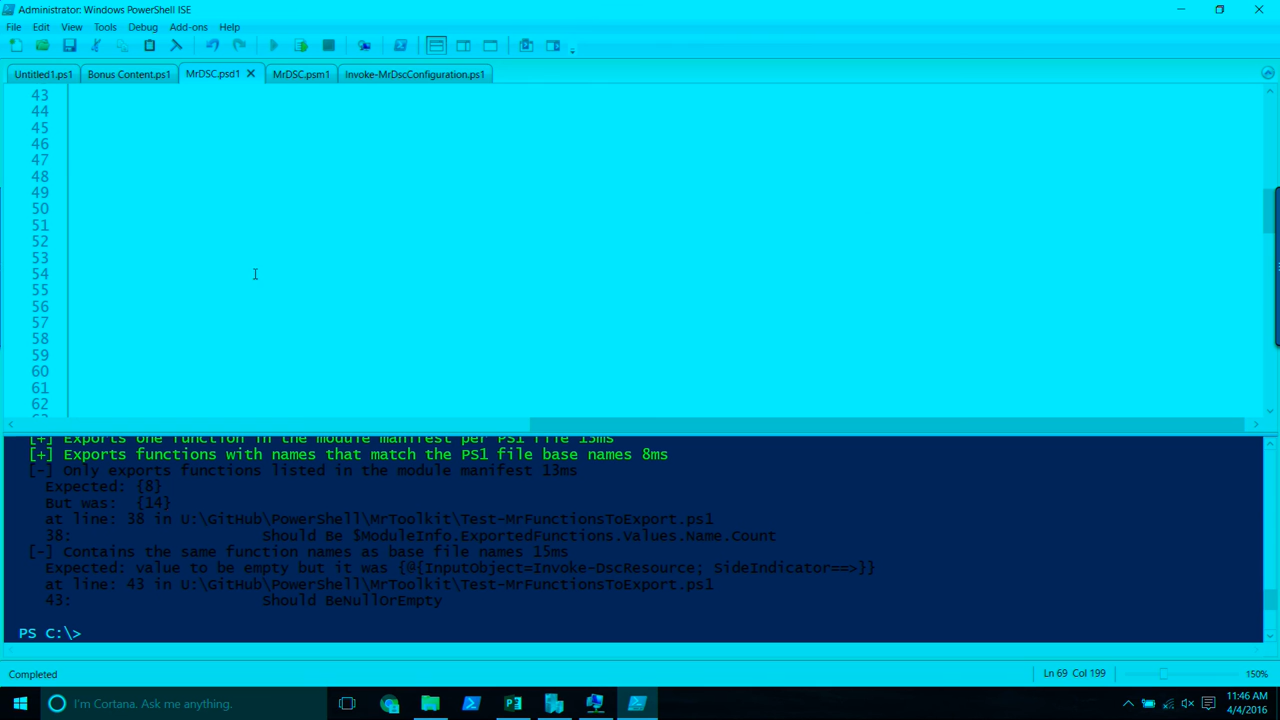 Administrator: Windows PowerShell ISE
File Edit View Tools Debug Add-ons Help
Untitled1.ps1 Bonus Content.ps1 MrDSC.psd1 MrDSC.psm1 Invoke-MrDscConfiguration.ps1
43
44
45
46
47
48
49
50
51
52
53
54
55
56
57
58
59
60
61
62
[+] Exports one function in the module manifest per PS1 file 15ms
[+] Exports functions with names that match the PS1 file base names 8ms
[-] Only exports functions listed in the module manifest 13ms
Expected: {8}
But was: {14}
at line: 38 in U:\GitHub\PowerShell\MrToolkit\Test-MrFunctionsToExport.ps1
38: Should Be $ModuleInfo.ExportedFunctions.Values.Name.Count
[-] Contains the same function names as base file names 15ms
Expected: value to be empty but it was {@{InputObject=Invoke-DscResource; SideIndicator==>}}
at line: 43 in U:\GitHub\PowerShell\MrToolkit\Test-MrFunctionsToExport.ps1
43: Should BeNullOrEmpty
PS C:\>
Completed Ln 69 Col 199 150%
I'm Cortana. Ask me anything. 11:46 AM
4/4/2016